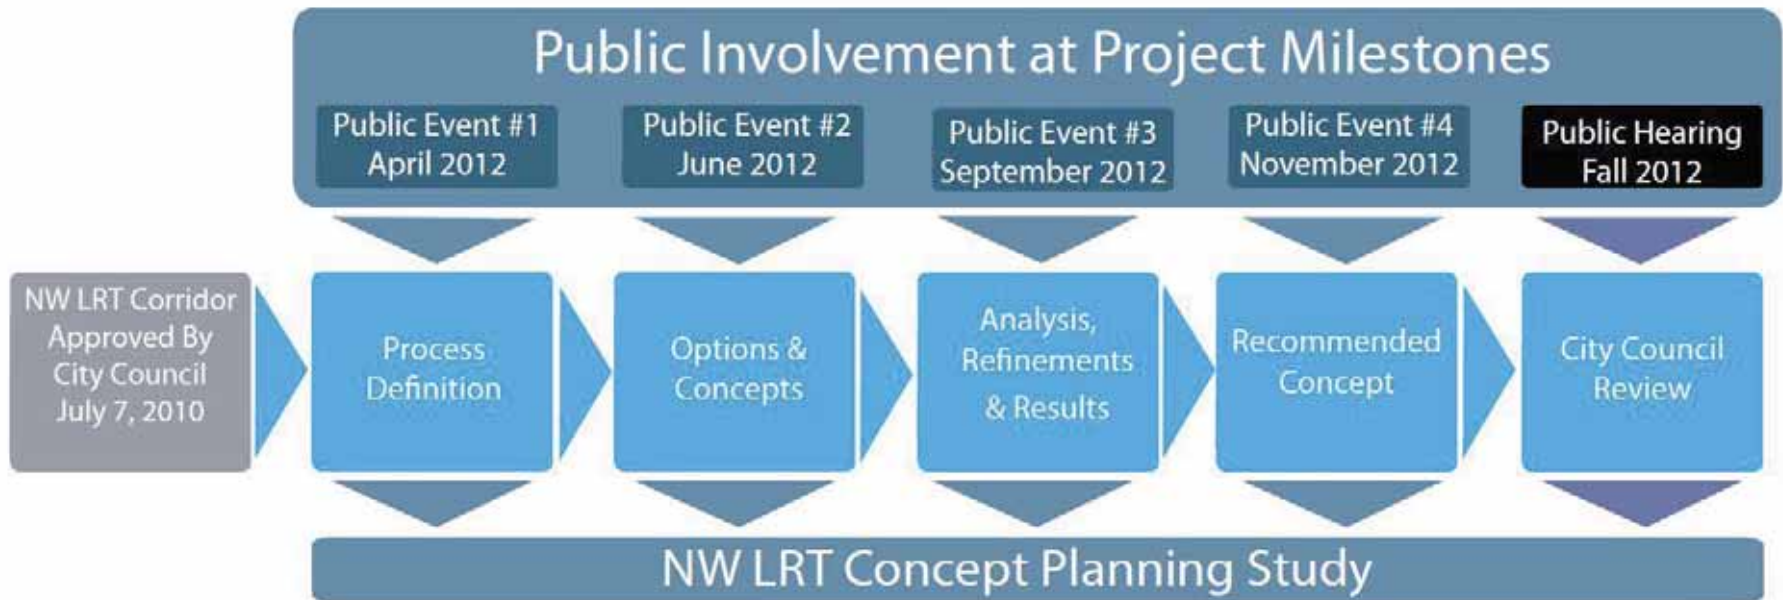 Public Involvement at Project Milestones
Public Event #1
April 2012
Public Event #2
June 2012
Public Event #3
September 2012
Public Event #4
November 2012
Public Hearing
Fall 2012
NW LRT Corridor
Approved By
City Council
July 7, 2010
Process
Definition
Options &
Concepts
Analysis,
Refinements
& Results
Recommended
Concept
City Council
Review
NW LRT Concept Planning Study